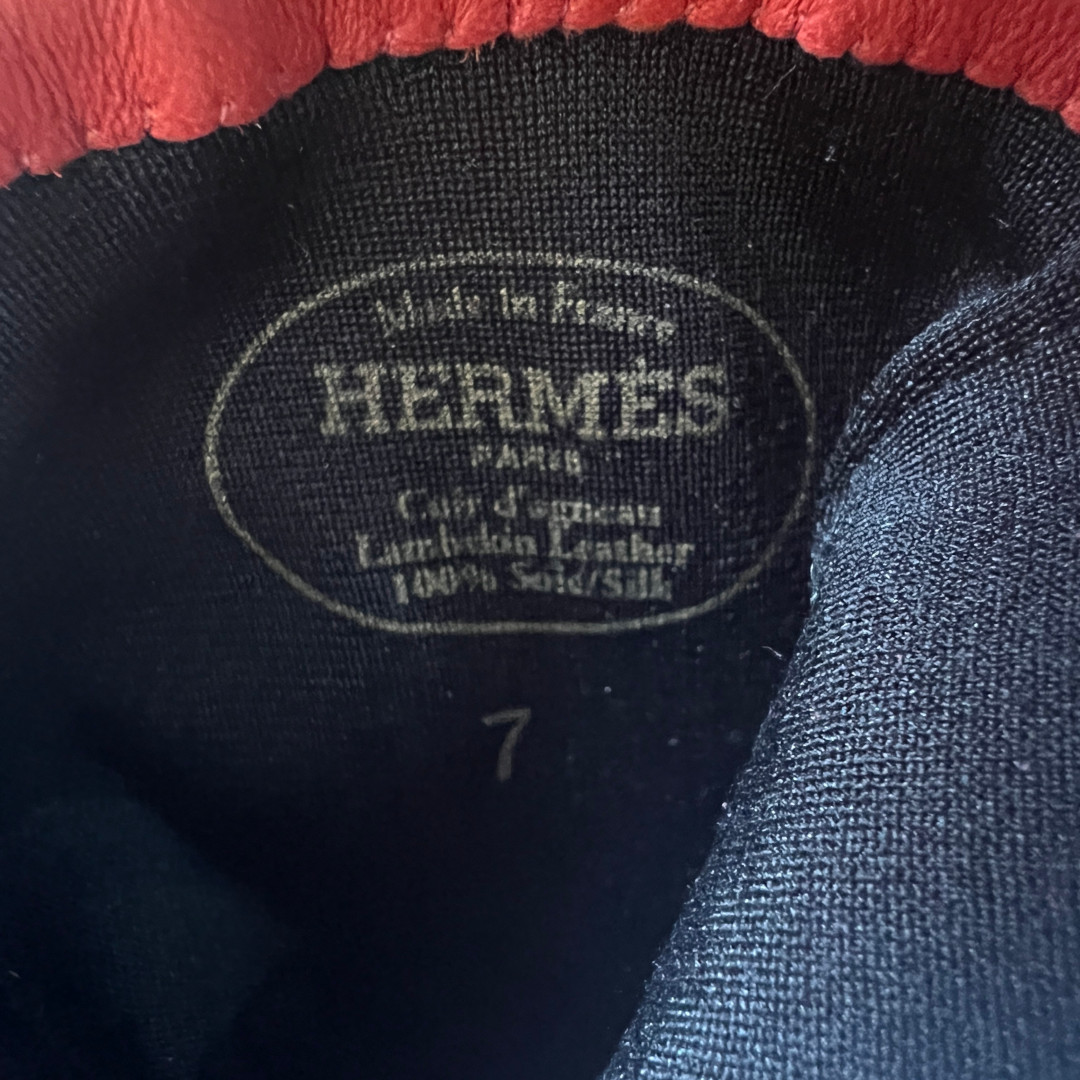 Made in France
HERMÈS
PARIS
Cuir d'agneau
Lambskin Leather
100% Soie/Silk
7